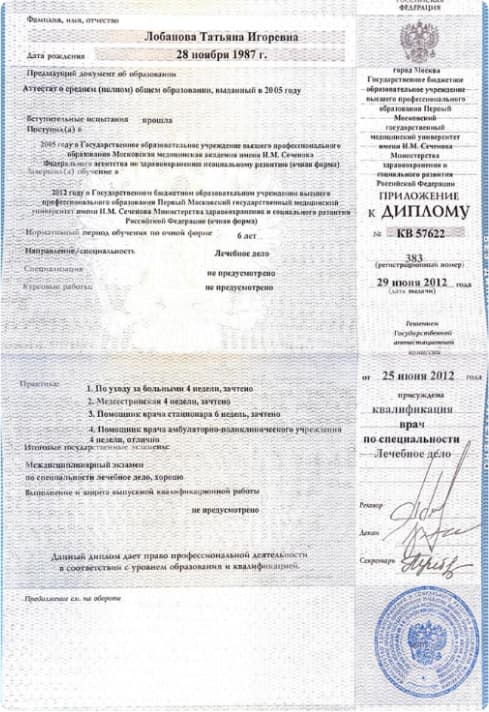 Фамилия, имя, отчество
Лобанова Татьяна Игоревна
Дата рождения
28 ноября 1987 г.
Предыдущий документ об образовании
Аттестат о среднем (полном) общем образовании, выданный в 2005 году
Вступительные испытания прошла
Поступил(а) в
2005 году в Государственное образовательное учреждение высшего профессионального
образования Московская медицинская академия имени И.М. Сеченова
Федерального агентства по здравоохранению и социальному развитию (очная форма)
Завершил(а) обучение в
2012 году в Государственном бюджетном образовательном учреждении высшего
профессионального образования Первый Московский государственный медицинский
университет имени И.М. Сеченова Министерства здравоохранения и социального развития
Российской Федерации (очная форма)
Нормативный период обучения по очной форме
6 лет
Направление/специальность
Лечебное дело
Специализация
не предусмотрено
Курсовые работы:
не предусмотрено
Практика:
1. По уходу за больными 4 недели, зачтено
2. Медсестринская 4 недели, зачтено
3. Помощник врача стационара 6 недель, зачтено
4. Помощник врача амбулаторно-поликлинического учреждения
4 недели, отлично
Итоговые государственные экзамены:
Междисциплинарный экзамен
по специальности лечебное дело, хорошо
Выполнение и защита выпускной квалификационной работы
не предусмотрено
Данный диплом дает право профессиональной деятельности
в соответствии с уровнем образования и квалификацией.
Продолжение см. на обороте
РОССИЙСКАЯ
ФЕДЕРАЦИЯ
город Москва
Государственное бюджетное
образовательное учреждение
высшего профессионального
образования Первый
Московский
государственный
медицинский университет
имени И.М. Сеченова
Министерства
здравоохранения и
социального развития
Российской Федерации
ПРИЛОЖЕНИЕ
к ДИПЛОМУ
№ КВ 57622
383
(регистрационный номер)
29 июня 2012 года
(дата выдачи)
Решением
Государственной
аттестационной
комиссии
от 25 июня 2012 года
присуждена
квалификация
врач
по специальности
Лечебное дело
Ректор
Декан
Секретарь